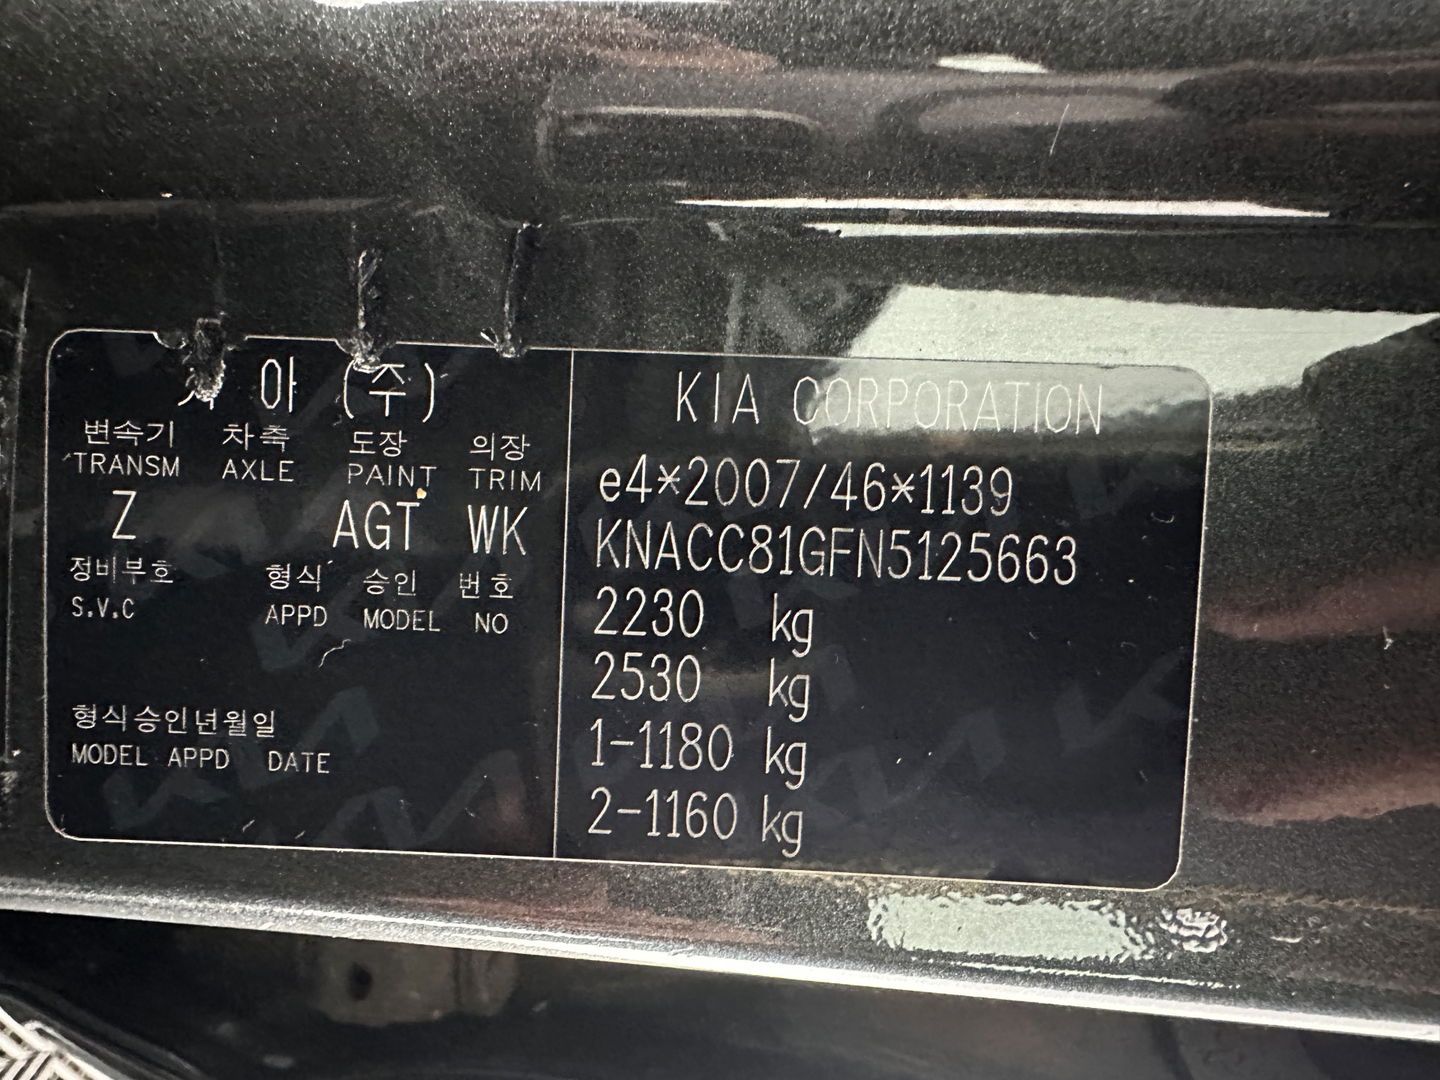 아 (주)
변속기 차축 도장 의장
TRANSM AXLE PAINT TRIM
Z AGT WK
정비부호 형식 승인 번호
S.V.C APPD MODEL NO
형식승인년월일
MODEL APPD DATE
KIA CORPORATION
e4*2007/46*1139
KNACC81GFN5125663
2230 kg
2530 kg
1-1180 kg
2-1160 kg